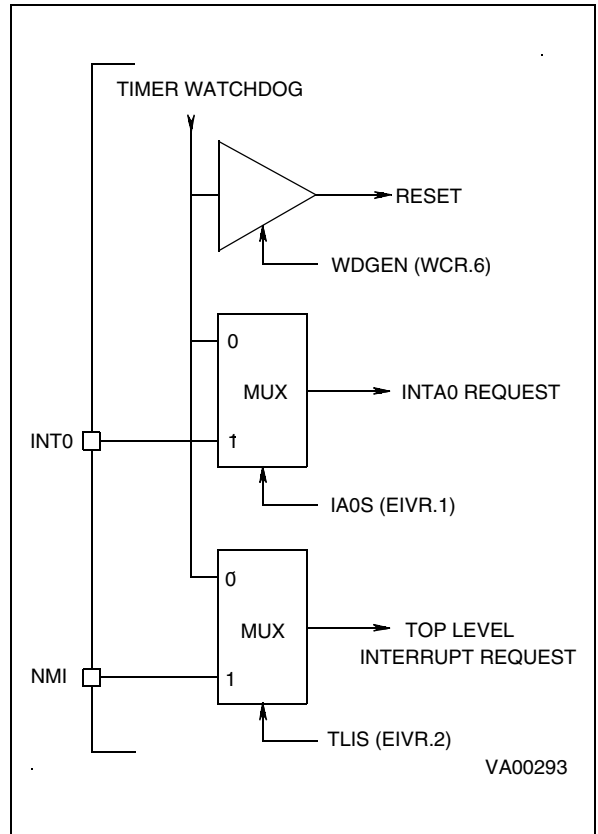 TIMER WATCHDOG
RESET
WDGEN (WCR.6)
0
MUX
INTA0 REQUEST
INT0
1
IA0S (EIVR.1)
0
MUX
TOP LEVEL
INTERRUPT REQUEST
NMI
1
TLIS (EIVR.2)
VA00293